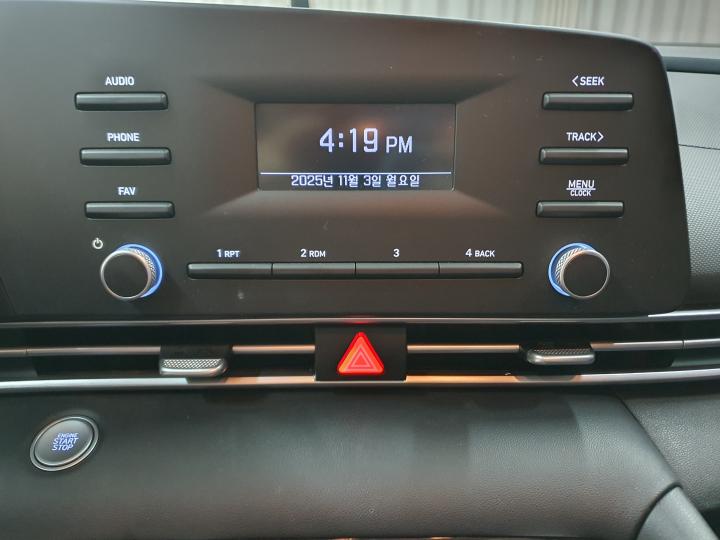 AUDIO
<SEEK
4:19 PM
PHONE
TRACK>
2025년 11월 3일 월요일
FAV
MENU
CLOCK
1 RPT
2 RDM
3
4 BACK
ENGINE
START
STOP